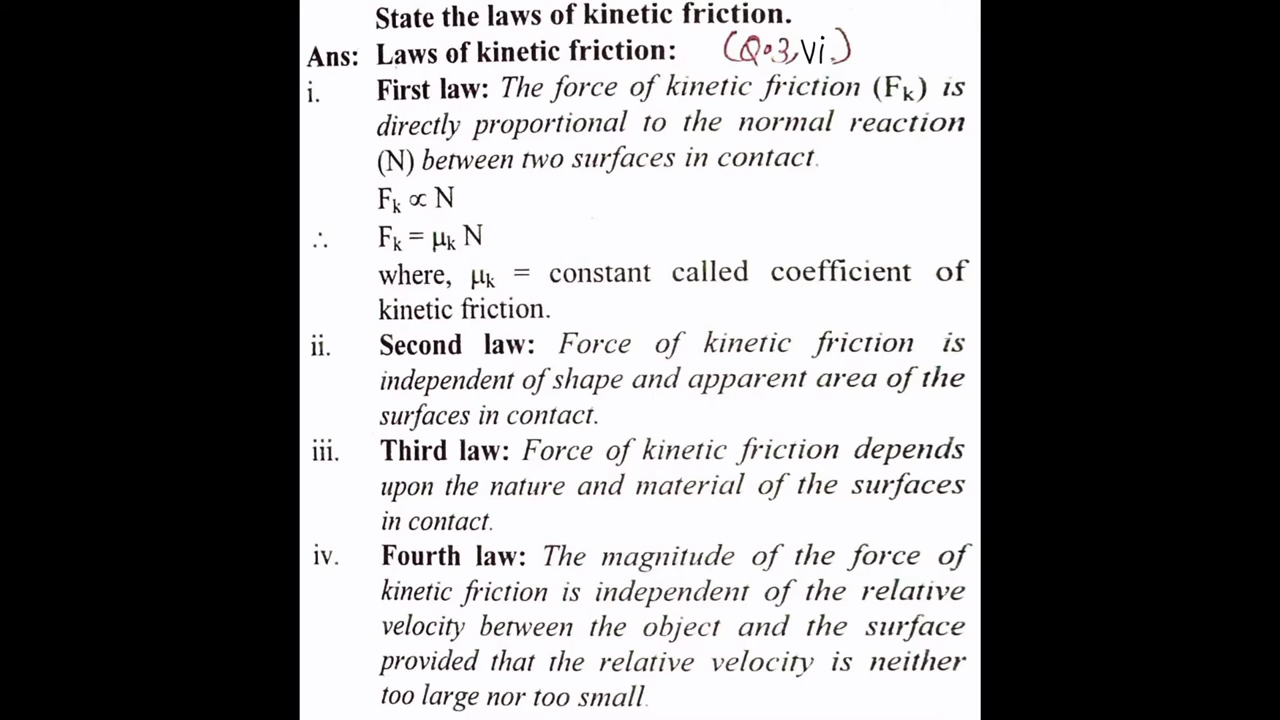 State the laws of kinetic friction.
Ans: Laws of kinetic friction: (Q.3, vi.)
i. First law: The force of kinetic friction (Fₖ) is
directly proportional to the normal reaction
(N) between two surfaces in contact.
Fₖ ∝ N
∴ Fₖ = μₖ N
where, μₖ = constant called coefficient of
kinetic friction.
ii. Second law: Force of kinetic friction is
independent of shape and apparent area of the
surfaces in contact.
iii. Third law: Force of kinetic friction depends
upon the nature and material of the surfaces
in contact.
iv. Fourth law: The magnitude of the force of
kinetic friction is independent of the relative
velocity between the object and the surface
provided that the relative velocity is neither
too large nor too small.